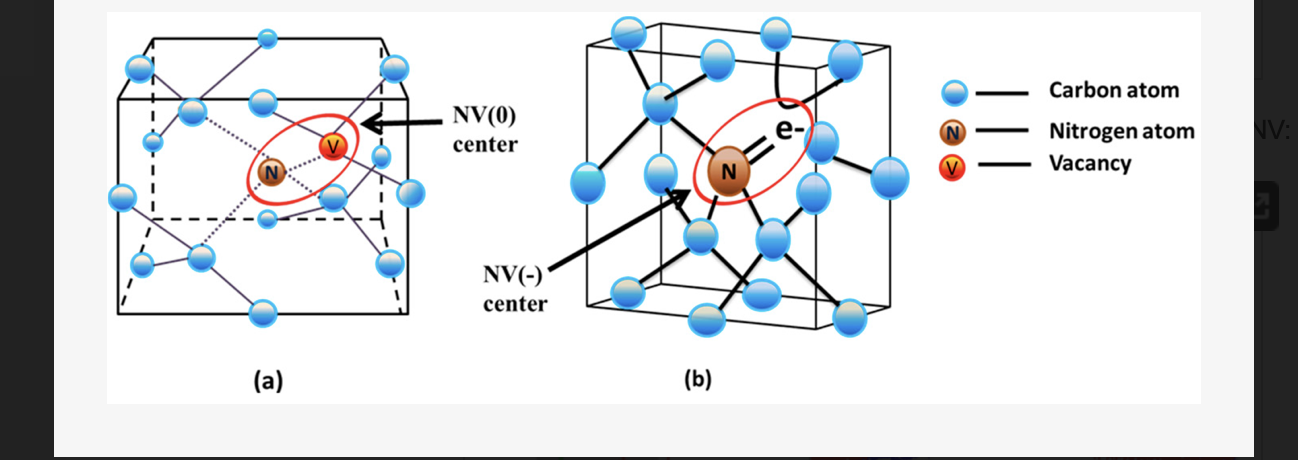 NV(0)
center
N
V
(a)
e-
N
NV(-)
center
(b)
Carbon atom
N
Nitrogen atom
V
Vacancy
NV: